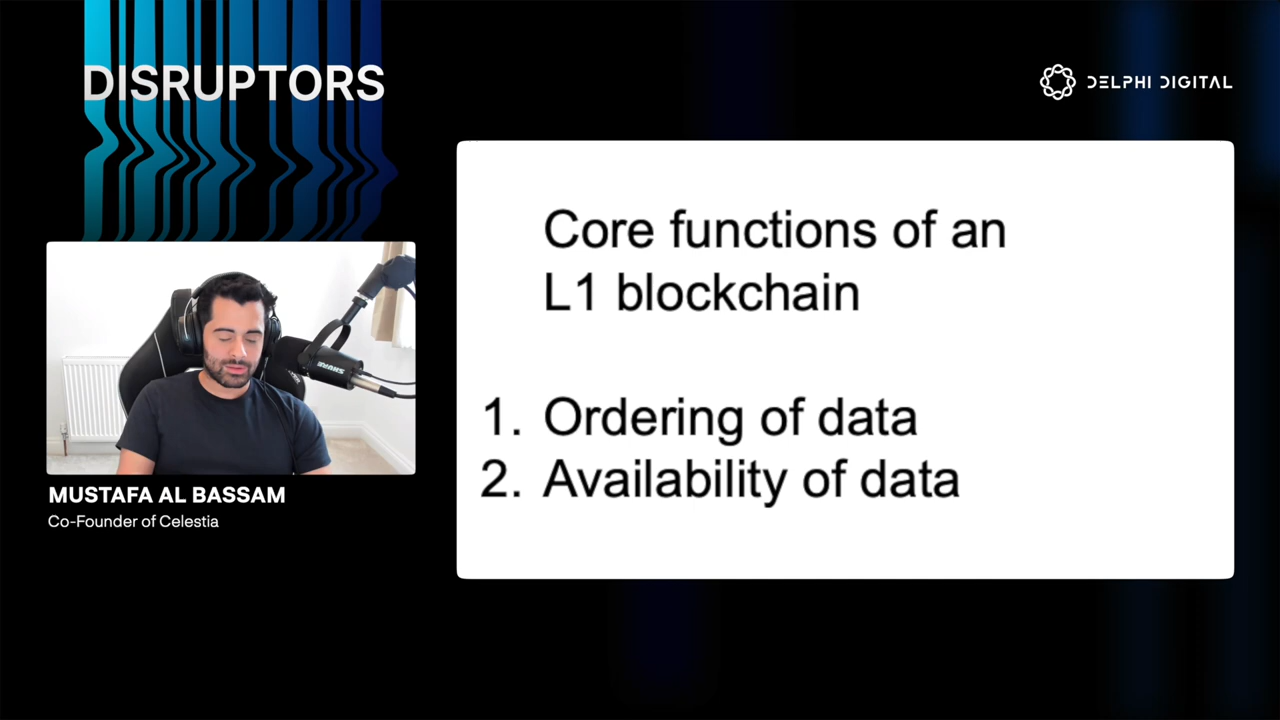 DISRUPTORS
DELPHI DIGITAL
Core functions of an
L1 blockchain
1. Ordering of data
2. Availability of data
SHURE
MUSTAFA AL BASSAM
Co-Founder of Celestia